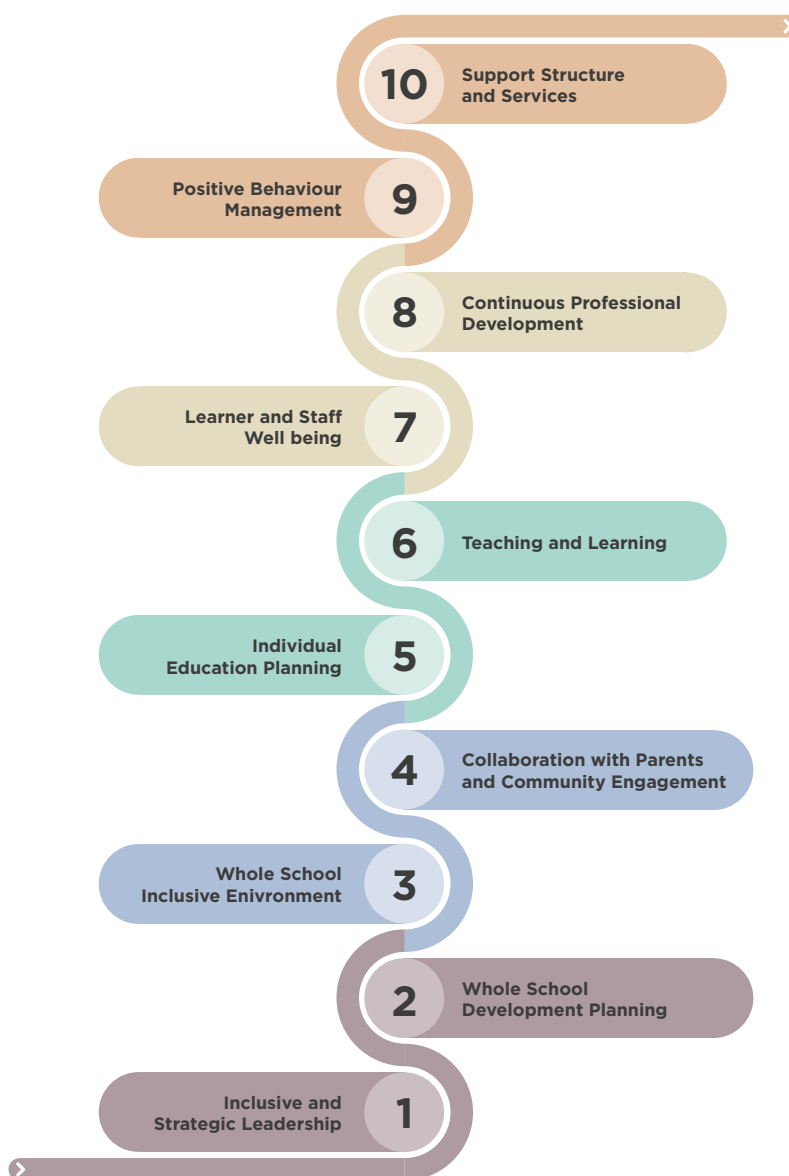 10
Support Structure
and Services
Positive Behaviour
Management
9
8
Continuous Professional
Development
Learner and Staff
Well being
7
6
Teaching and Learning
Individual
Education Planning
5
4
Collaboration with Parents
and Community Engagement
Whole School
Inclusive Enivronment
3
2
Whole School
Development Planning
Inclusive and
Strategic Leadership
1